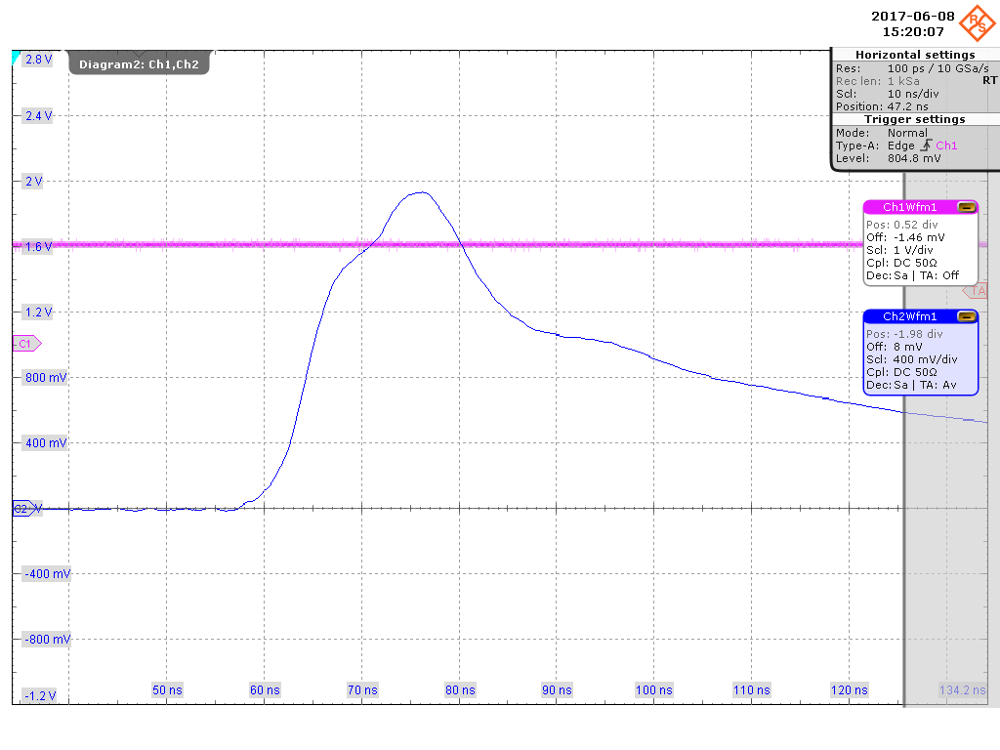 2017-06-08
15:20:07
R S
Horizontal settings
Res: 100 ps / 10 GSa/s
Rec len: 1 kSa RT
Scl: 10 ns/div
Position: 47.2 ns
Trigger settings
Mode: Normal
Type-A: Edge Ch1
Level: 804.8 mV
Diagram2: Ch1,Ch2
2.8 V
2.4 V
2 V
1.6 V
1.2 V
C1
800 mV
400 mV
C2 V
-400 mV
-800 mV
-1.2 V
50 ns 60 ns 70 ns 80 ns 90 ns 100 ns 110 ns 120 ns 134.2 ns
Ch1Wfm1
Pos: 0.52 div
Off: -1.46 mV
Scl: 1 V/div
Cpl: DC 50Ω
Dec: Sa | TA: Off
TA
Ch2Wfm1
Pos: -1.98 div
Off: 8 mV
Scl: 400 mV/div
Cpl: DC 50Ω
Dec: Sa | TA: Av